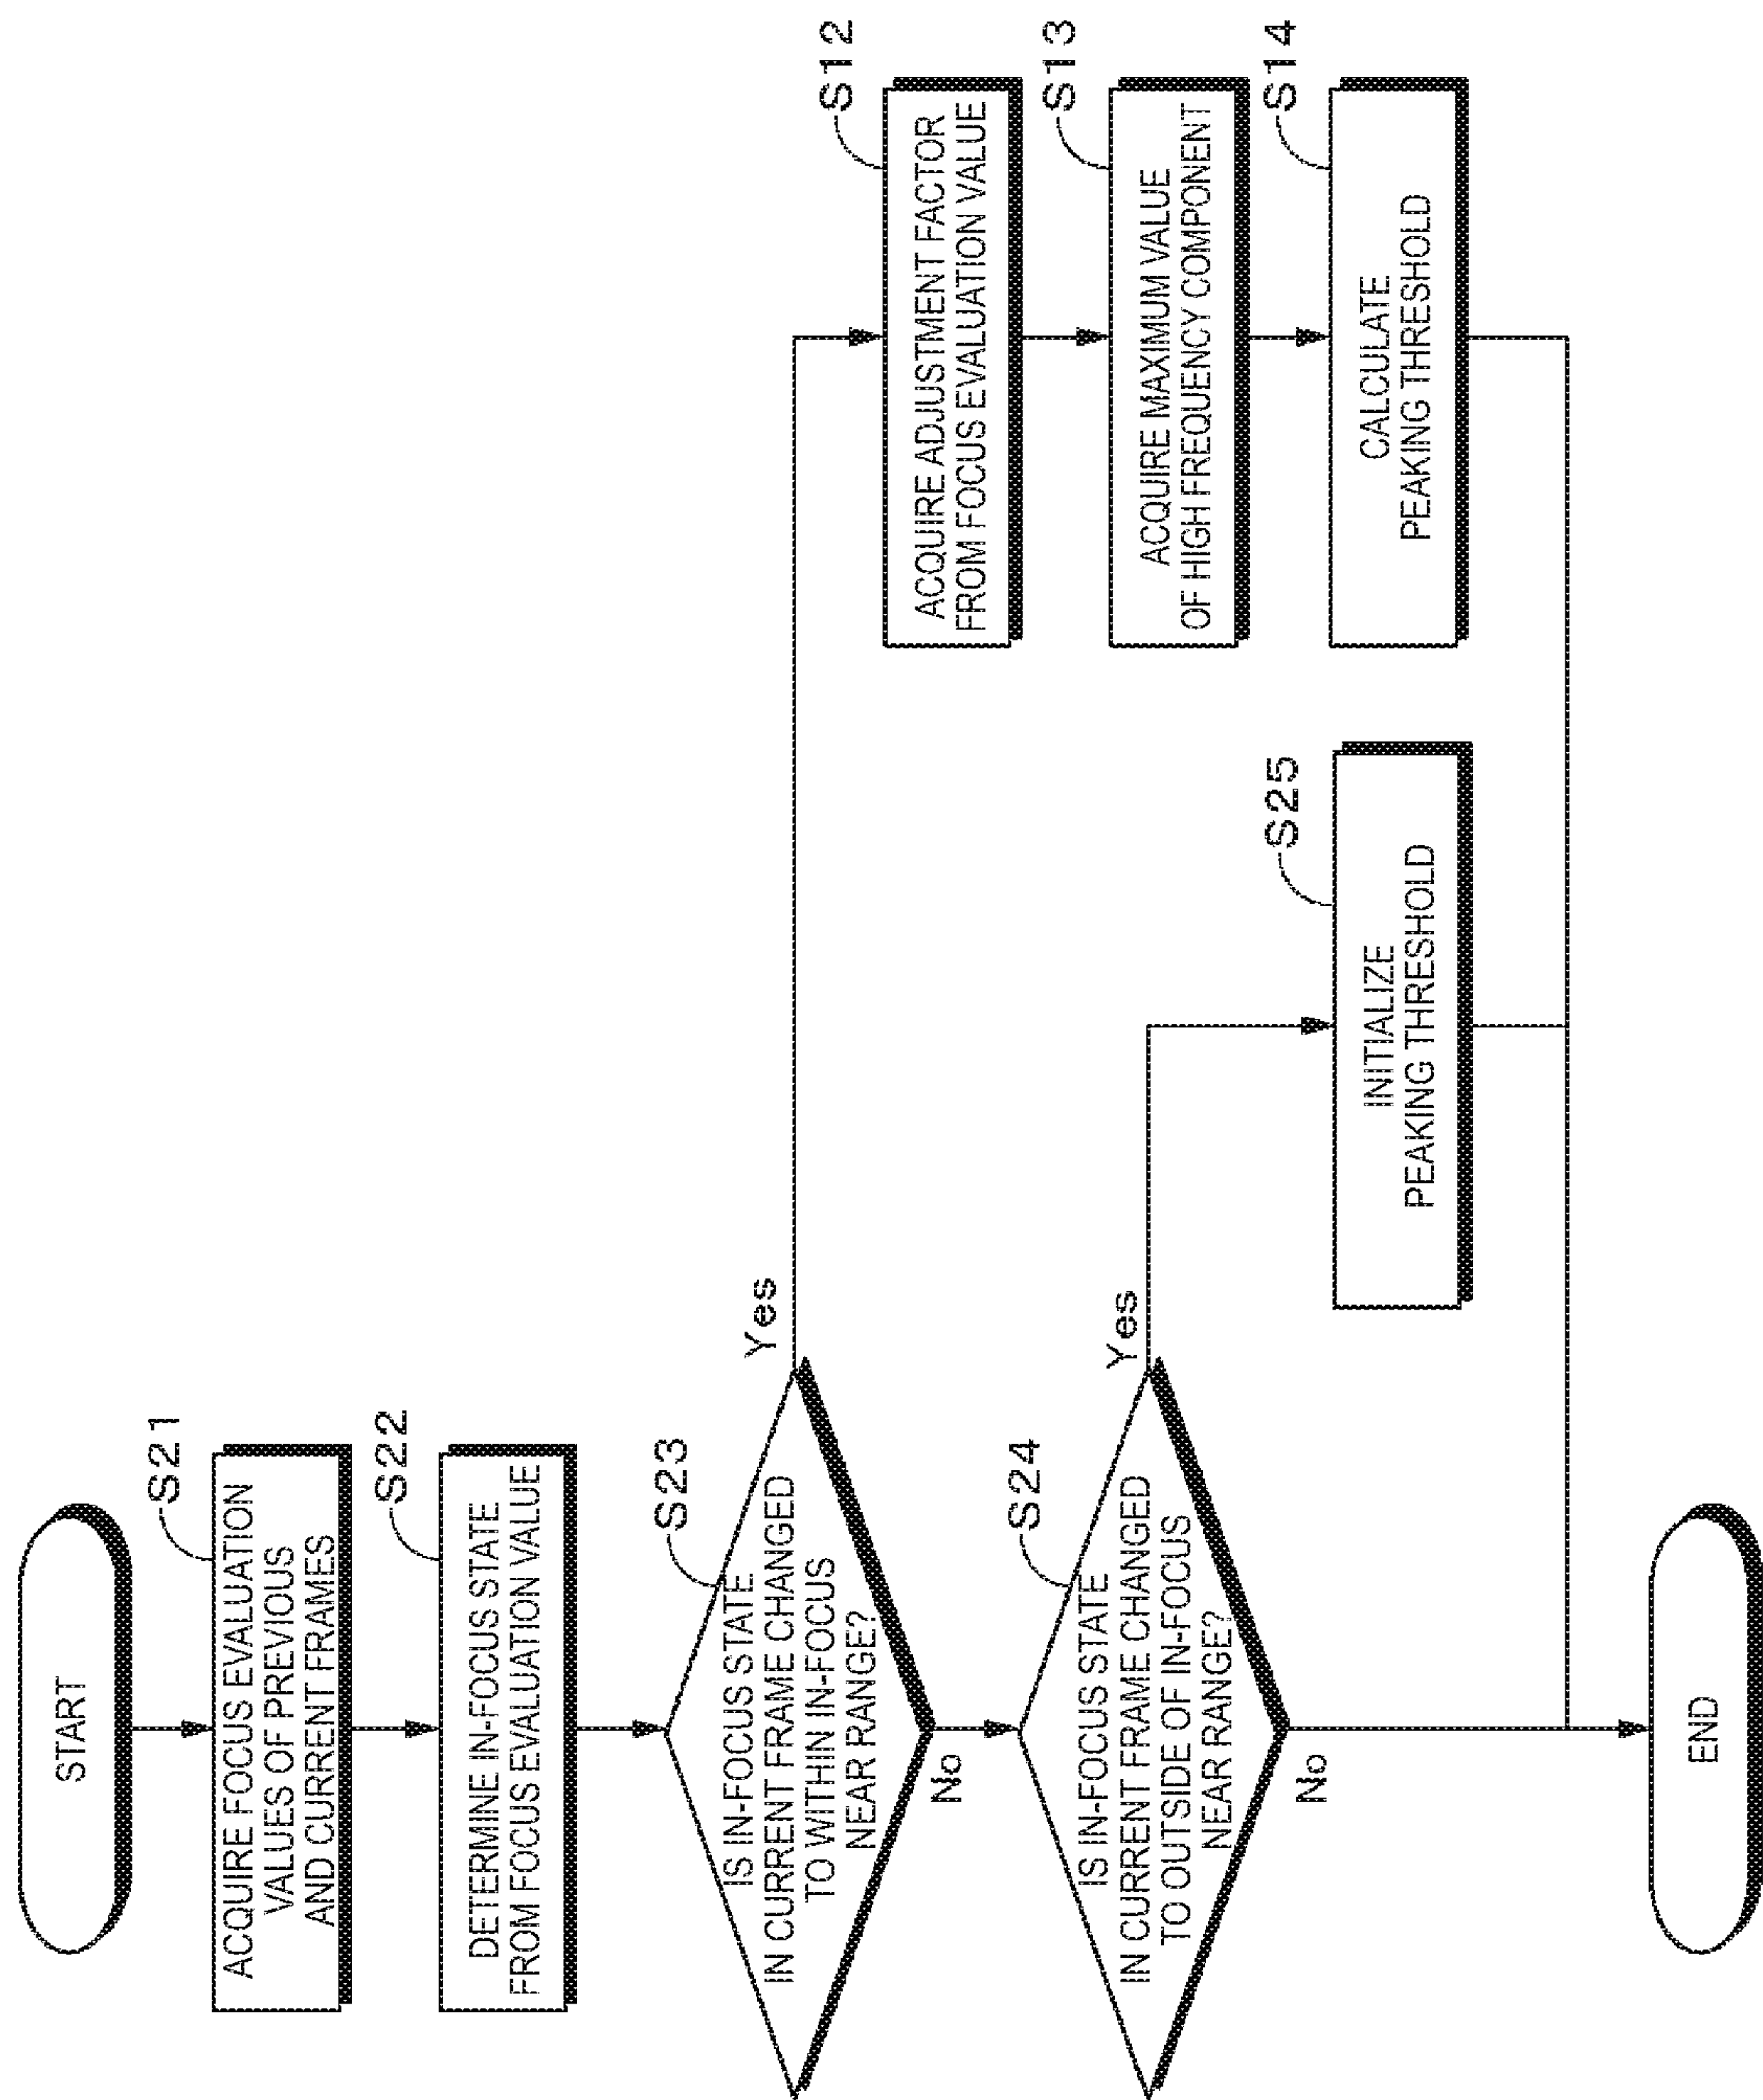 START
S21
ACQUIRE FOCUS EVALUATION
VALUES OF PREVIOUS
AND CURRENT FRAMES
S22
DETERMINE IN-FOCUS STATE
FROM FOCUS EVALUATION VALUE
S23
IS IN-FOCUS STATE
IN CURRENT FRAME CHANGED
TO WITHIN IN-FOCUS
NEAR RANGE?
Yes
No
S12
ACQUIRE ADJUSTMENT FACTOR
FROM FOCUS EVALUATION VALUE
S13
ACQUIRE MAXIMUM VALUE
OF HIGH FREQUENCY COMPONENT
S14
CALCULATE
PEAKING THRESHOLD
S24
IS IN-FOCUS STATE
IN CURRENT FRAME CHANGED
TO OUTSIDE OF IN-FOCUS
NEAR RANGE?
Yes
No
S25
INITIALIZE
PEAKING THRESHOLD
END